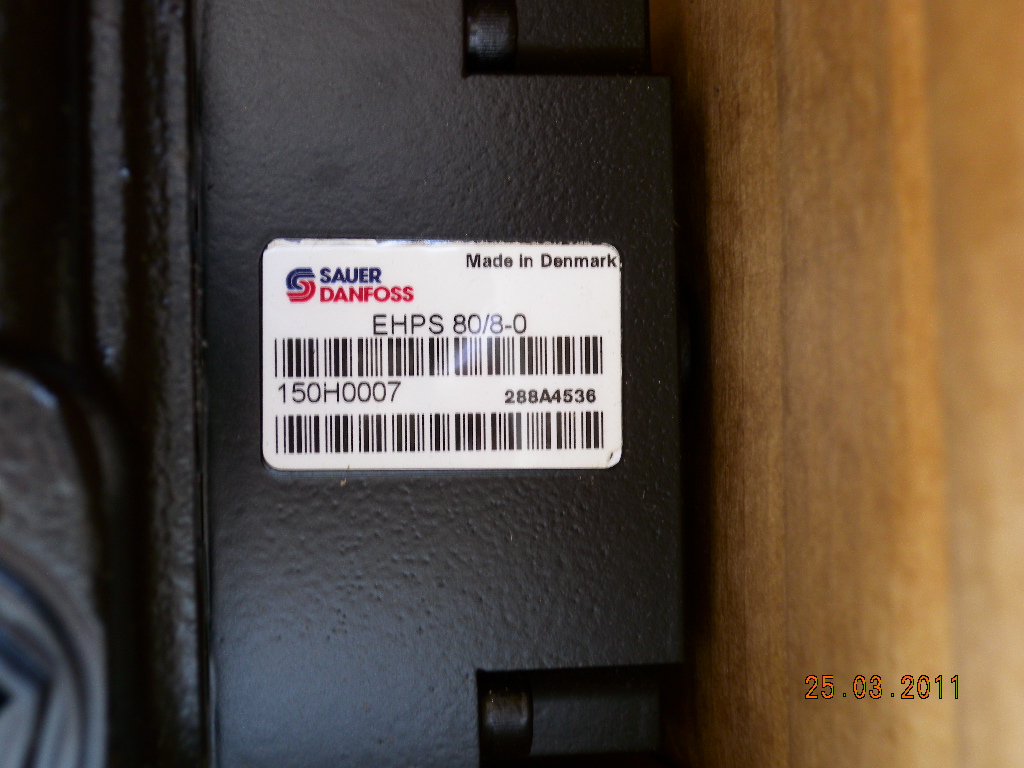 Made in Denmark
SAUER
DANFOSS
EHPS 80/8-0
150H0007 288A4536
25.03.2011